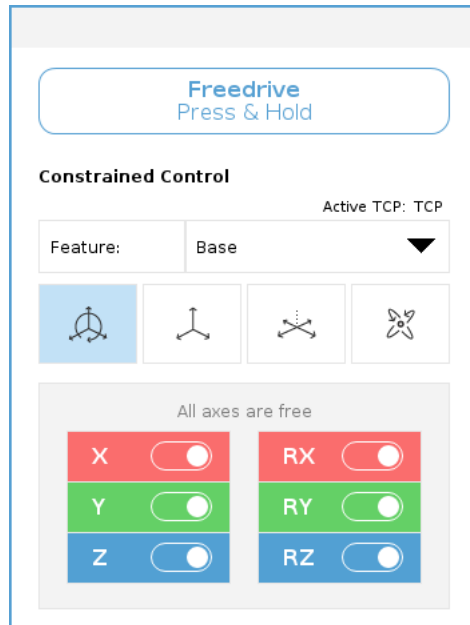 Freedrive
Press & Hold
Constrained Control
Active TCP: TCP
Feature: Base
All axes are free
X RX
Y RY
Z RZ